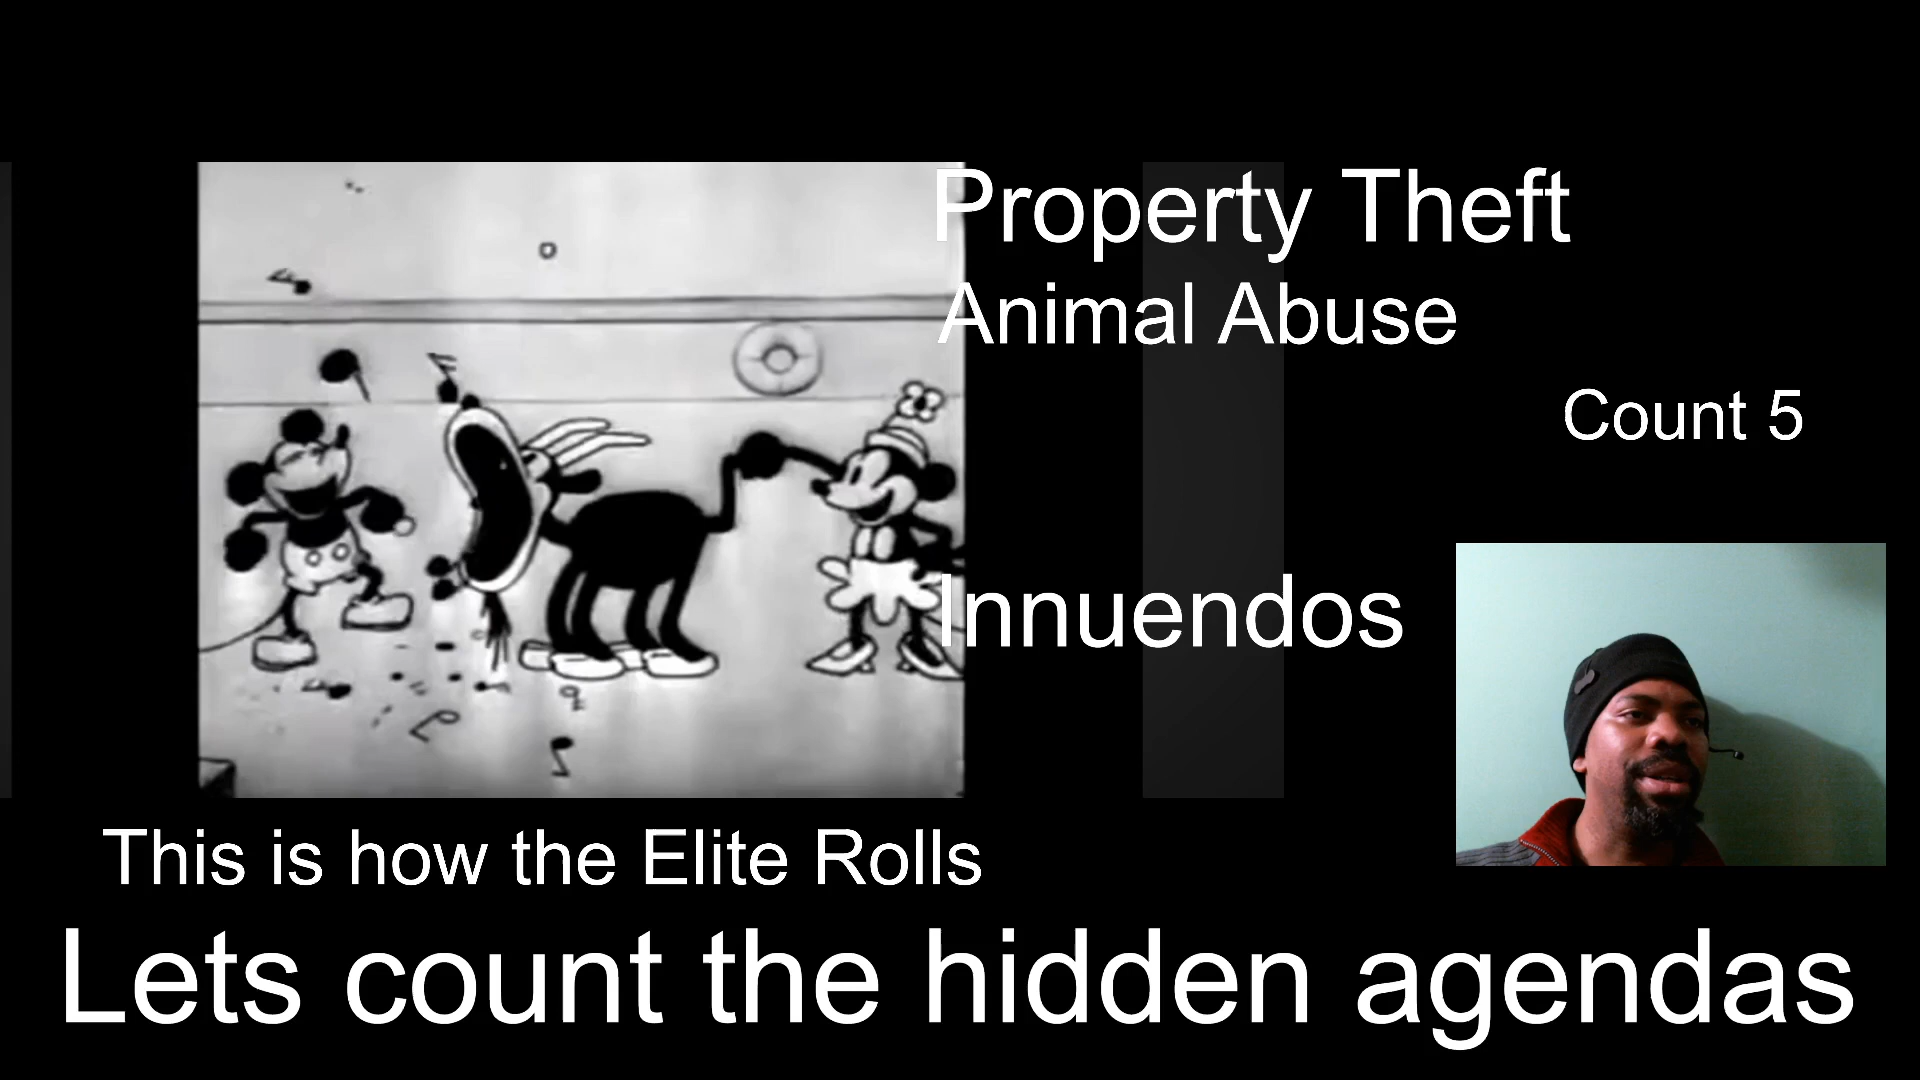 Property Theft
Animal Abuse
Count 5
Innuendos
This is how the Elite Rolls
Lets count the hidden agendas